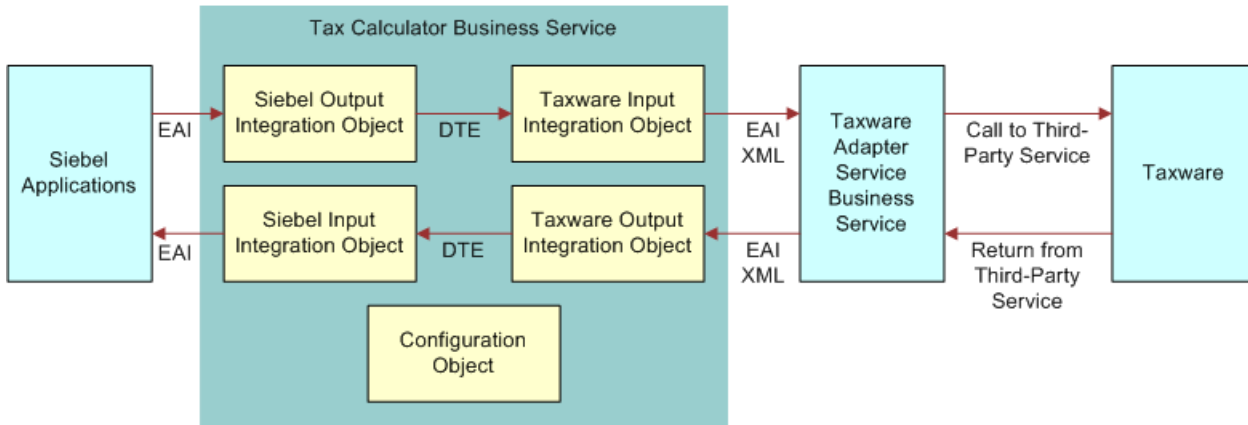 Tax Calculator Business Service
Siebel
Applications
EAI
Siebel Output
Integration Object
DTE
Taxware Input
Integration Object
EAI
XML
Taxware
Adapter
Service
Business
Service
Call to Third-
Party Service
Taxware
EAI
Siebel Input
Integration Object
DTE
Taxware Output
Integration Object
EAI
XML
Return from
Third-Party
Service
Configuration
Object